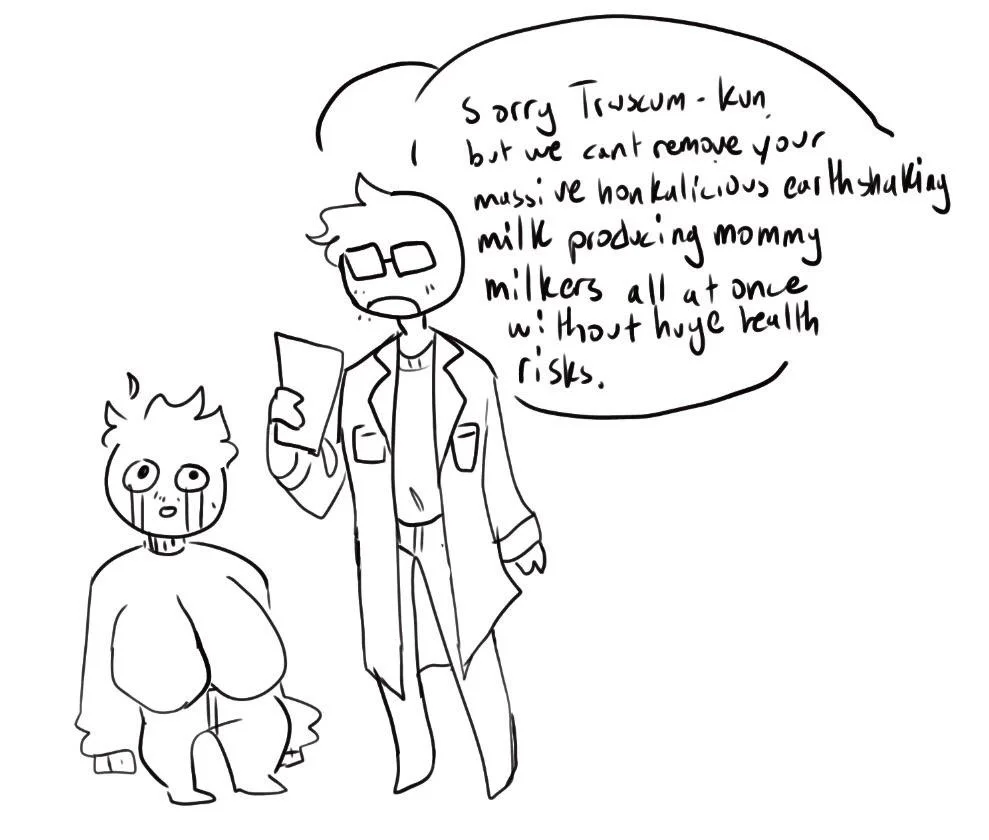 Sorry Truscum-kun
but we cant remove your
massive honkalicious earthshaking
milk producing mommy
milkers all at once
without huge health
risks.